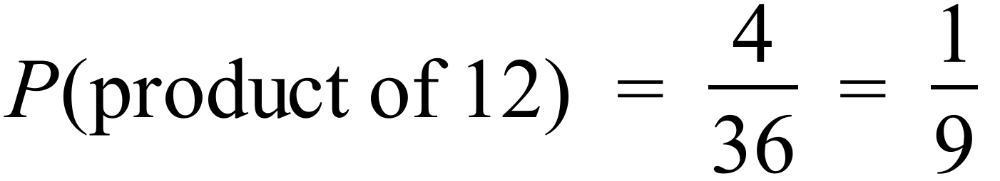 P(product of 12) = 4/36 = 1/9